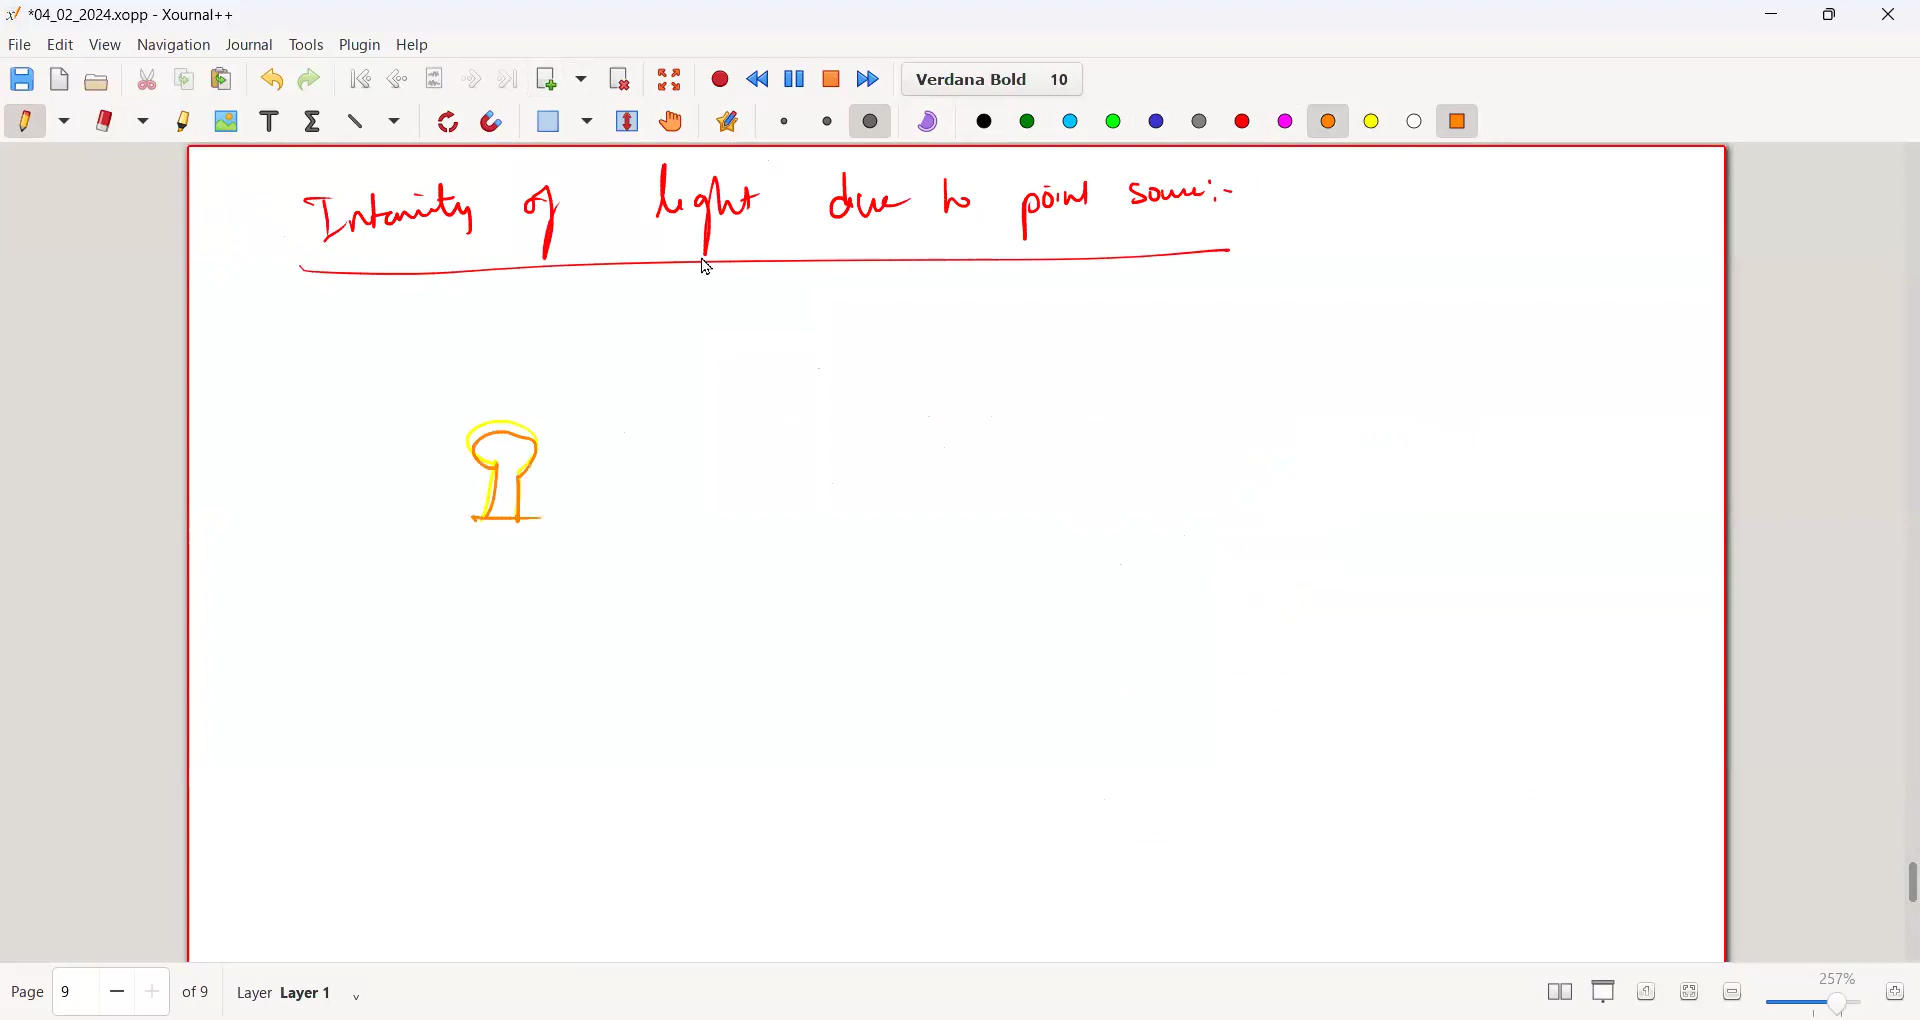 *04_02_2024.xopp - Xournal++
File Edit View Navigation Journal Tools Plugin Help
Verdana Bold 10
Intensity of light due to point source:-
Page 9 of 9 Layer Layer 1 257%